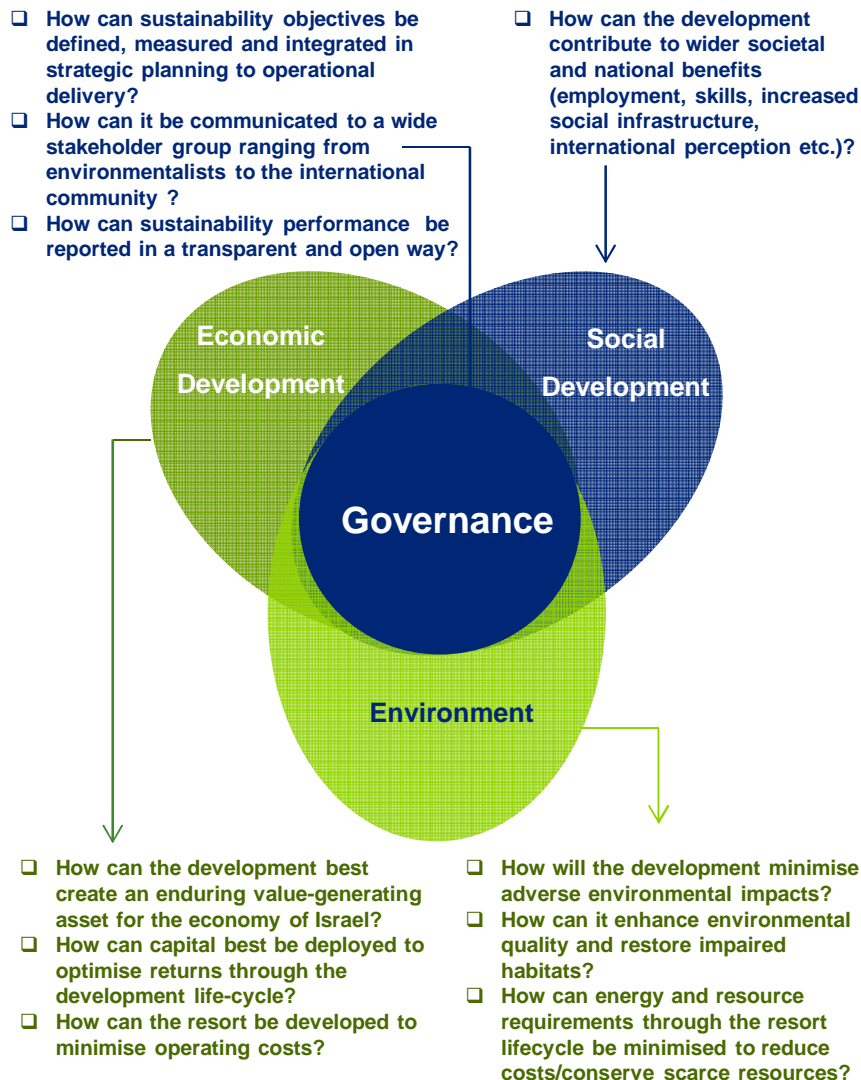 ❑ How can sustainability objectives be
defined, measured and integrated in
strategic planning to operational
delivery?
❑ How can it be communicated to a wide
stakeholder group ranging from
environmentalists to the international
community ?
❑ How can sustainability performance be
reported in a transparent and open way?
❑ How can the development
contribute to wider societal
and national benefits
(employment, skills, increased
social infrastructure,
international perception etc.)?
Economic
Development
Social
Development
Governance
Environment
❑ How can the development best
create an enduring value-generating
asset for the economy of Israel?
❑ How can capital best be deployed to
optimise returns through the
development life-cycle?
❑ How can the resort be developed to
minimise operating costs?
❑ How will the development minimise
adverse environmental impacts?
❑ How can it enhance environmental
quality and restore impaired
habitats?
❑ How can energy and resource
requirements through the resort
lifecycle be minimised to reduce
costs/conserve scarce resources?